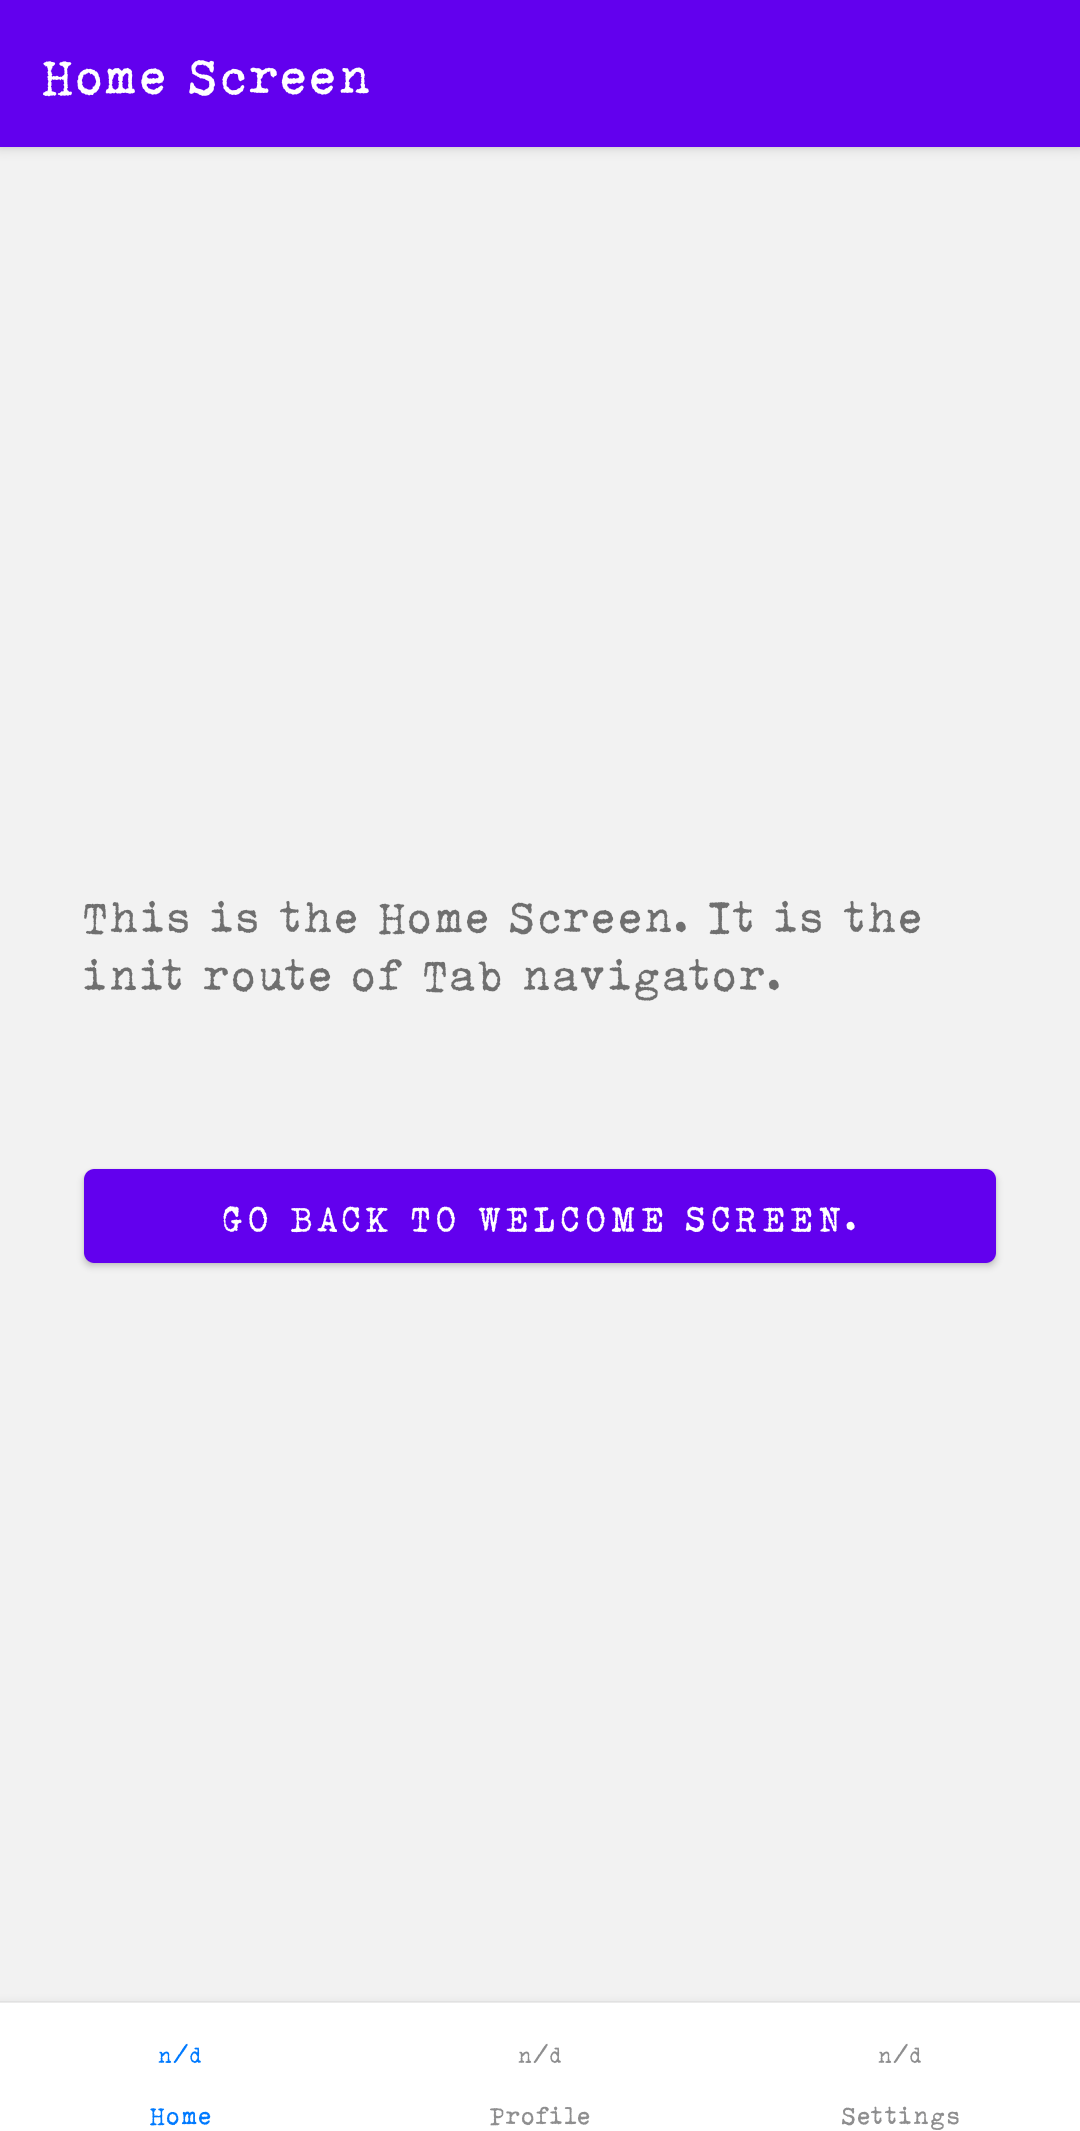 Home Screen
This is the Home Screen. It is the
init route of Tab navigator.
GO BACK TO WELCOME SCREEN.
n/d
Home
n/d
Profile
n/d
Settings